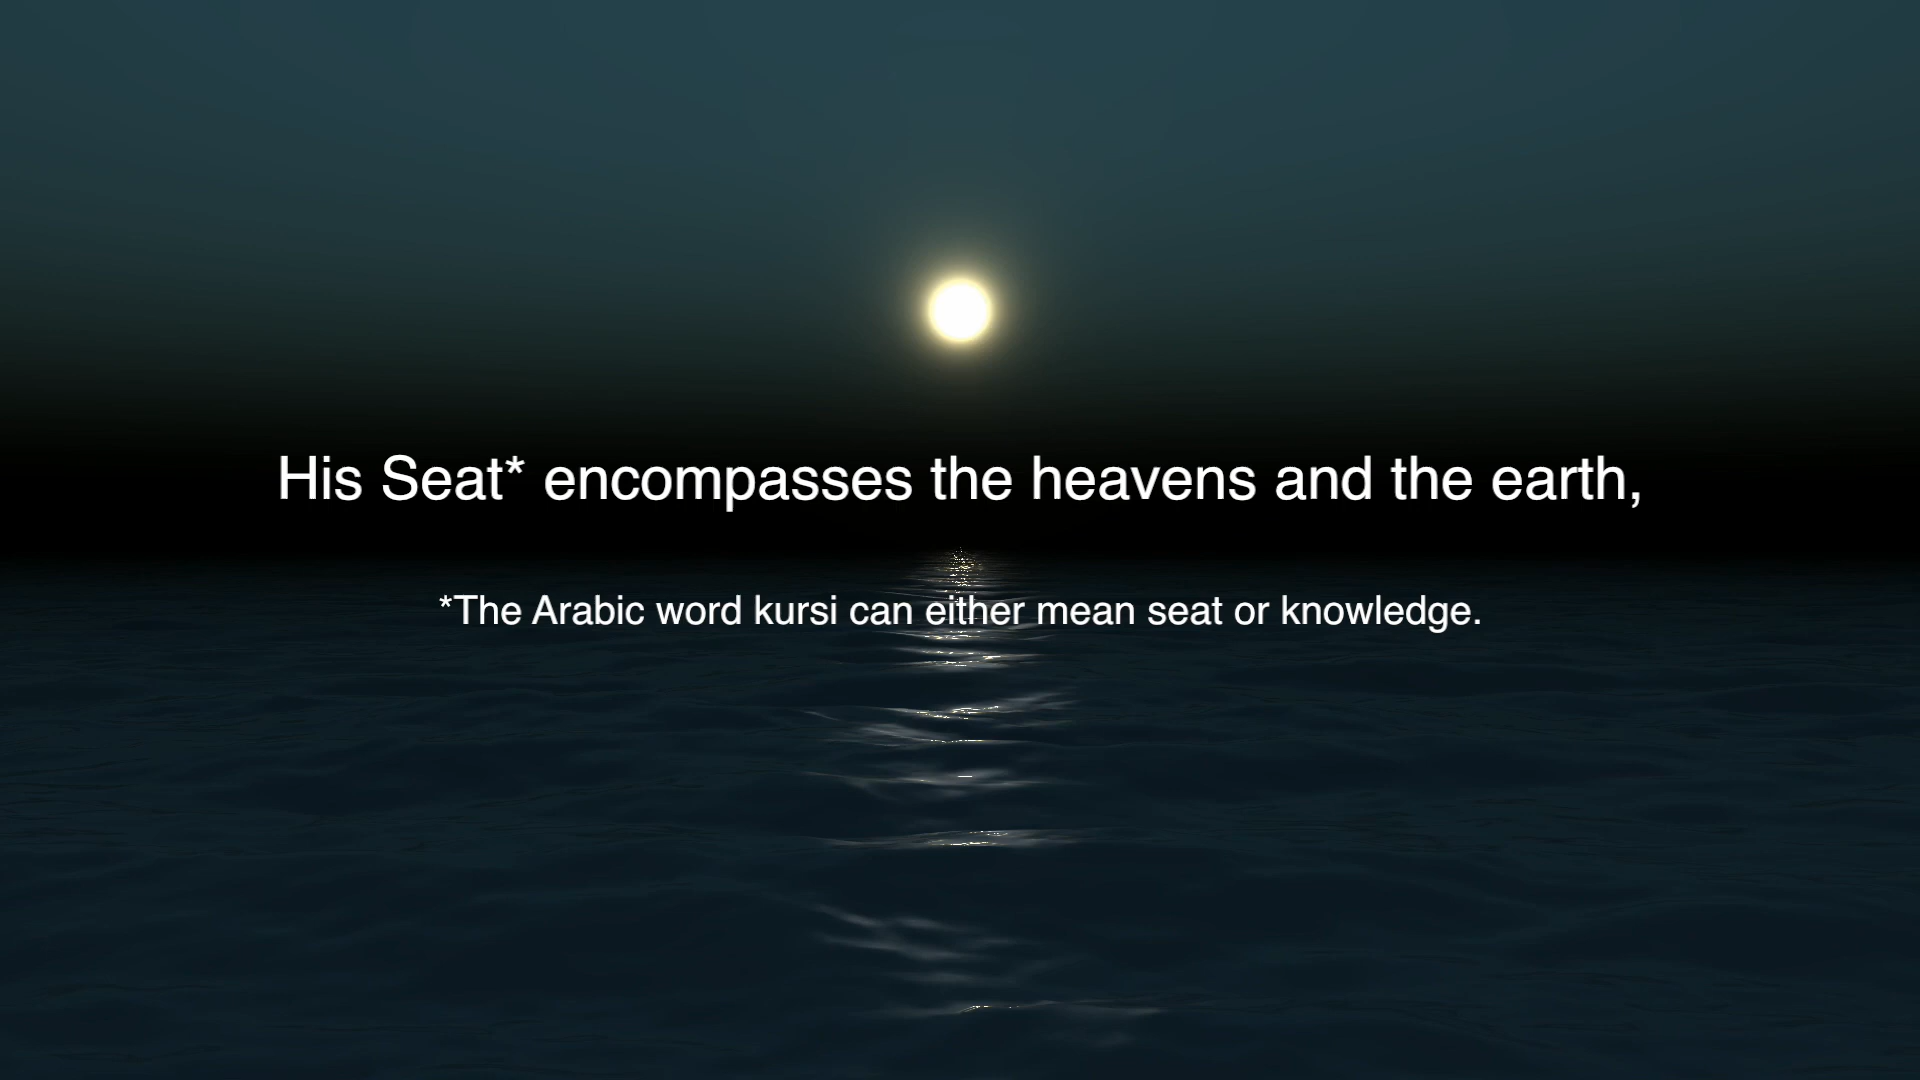 His Seat* encompasses the heavens and the earth,
*The Arabic word kursi can either mean seat or knowledge.